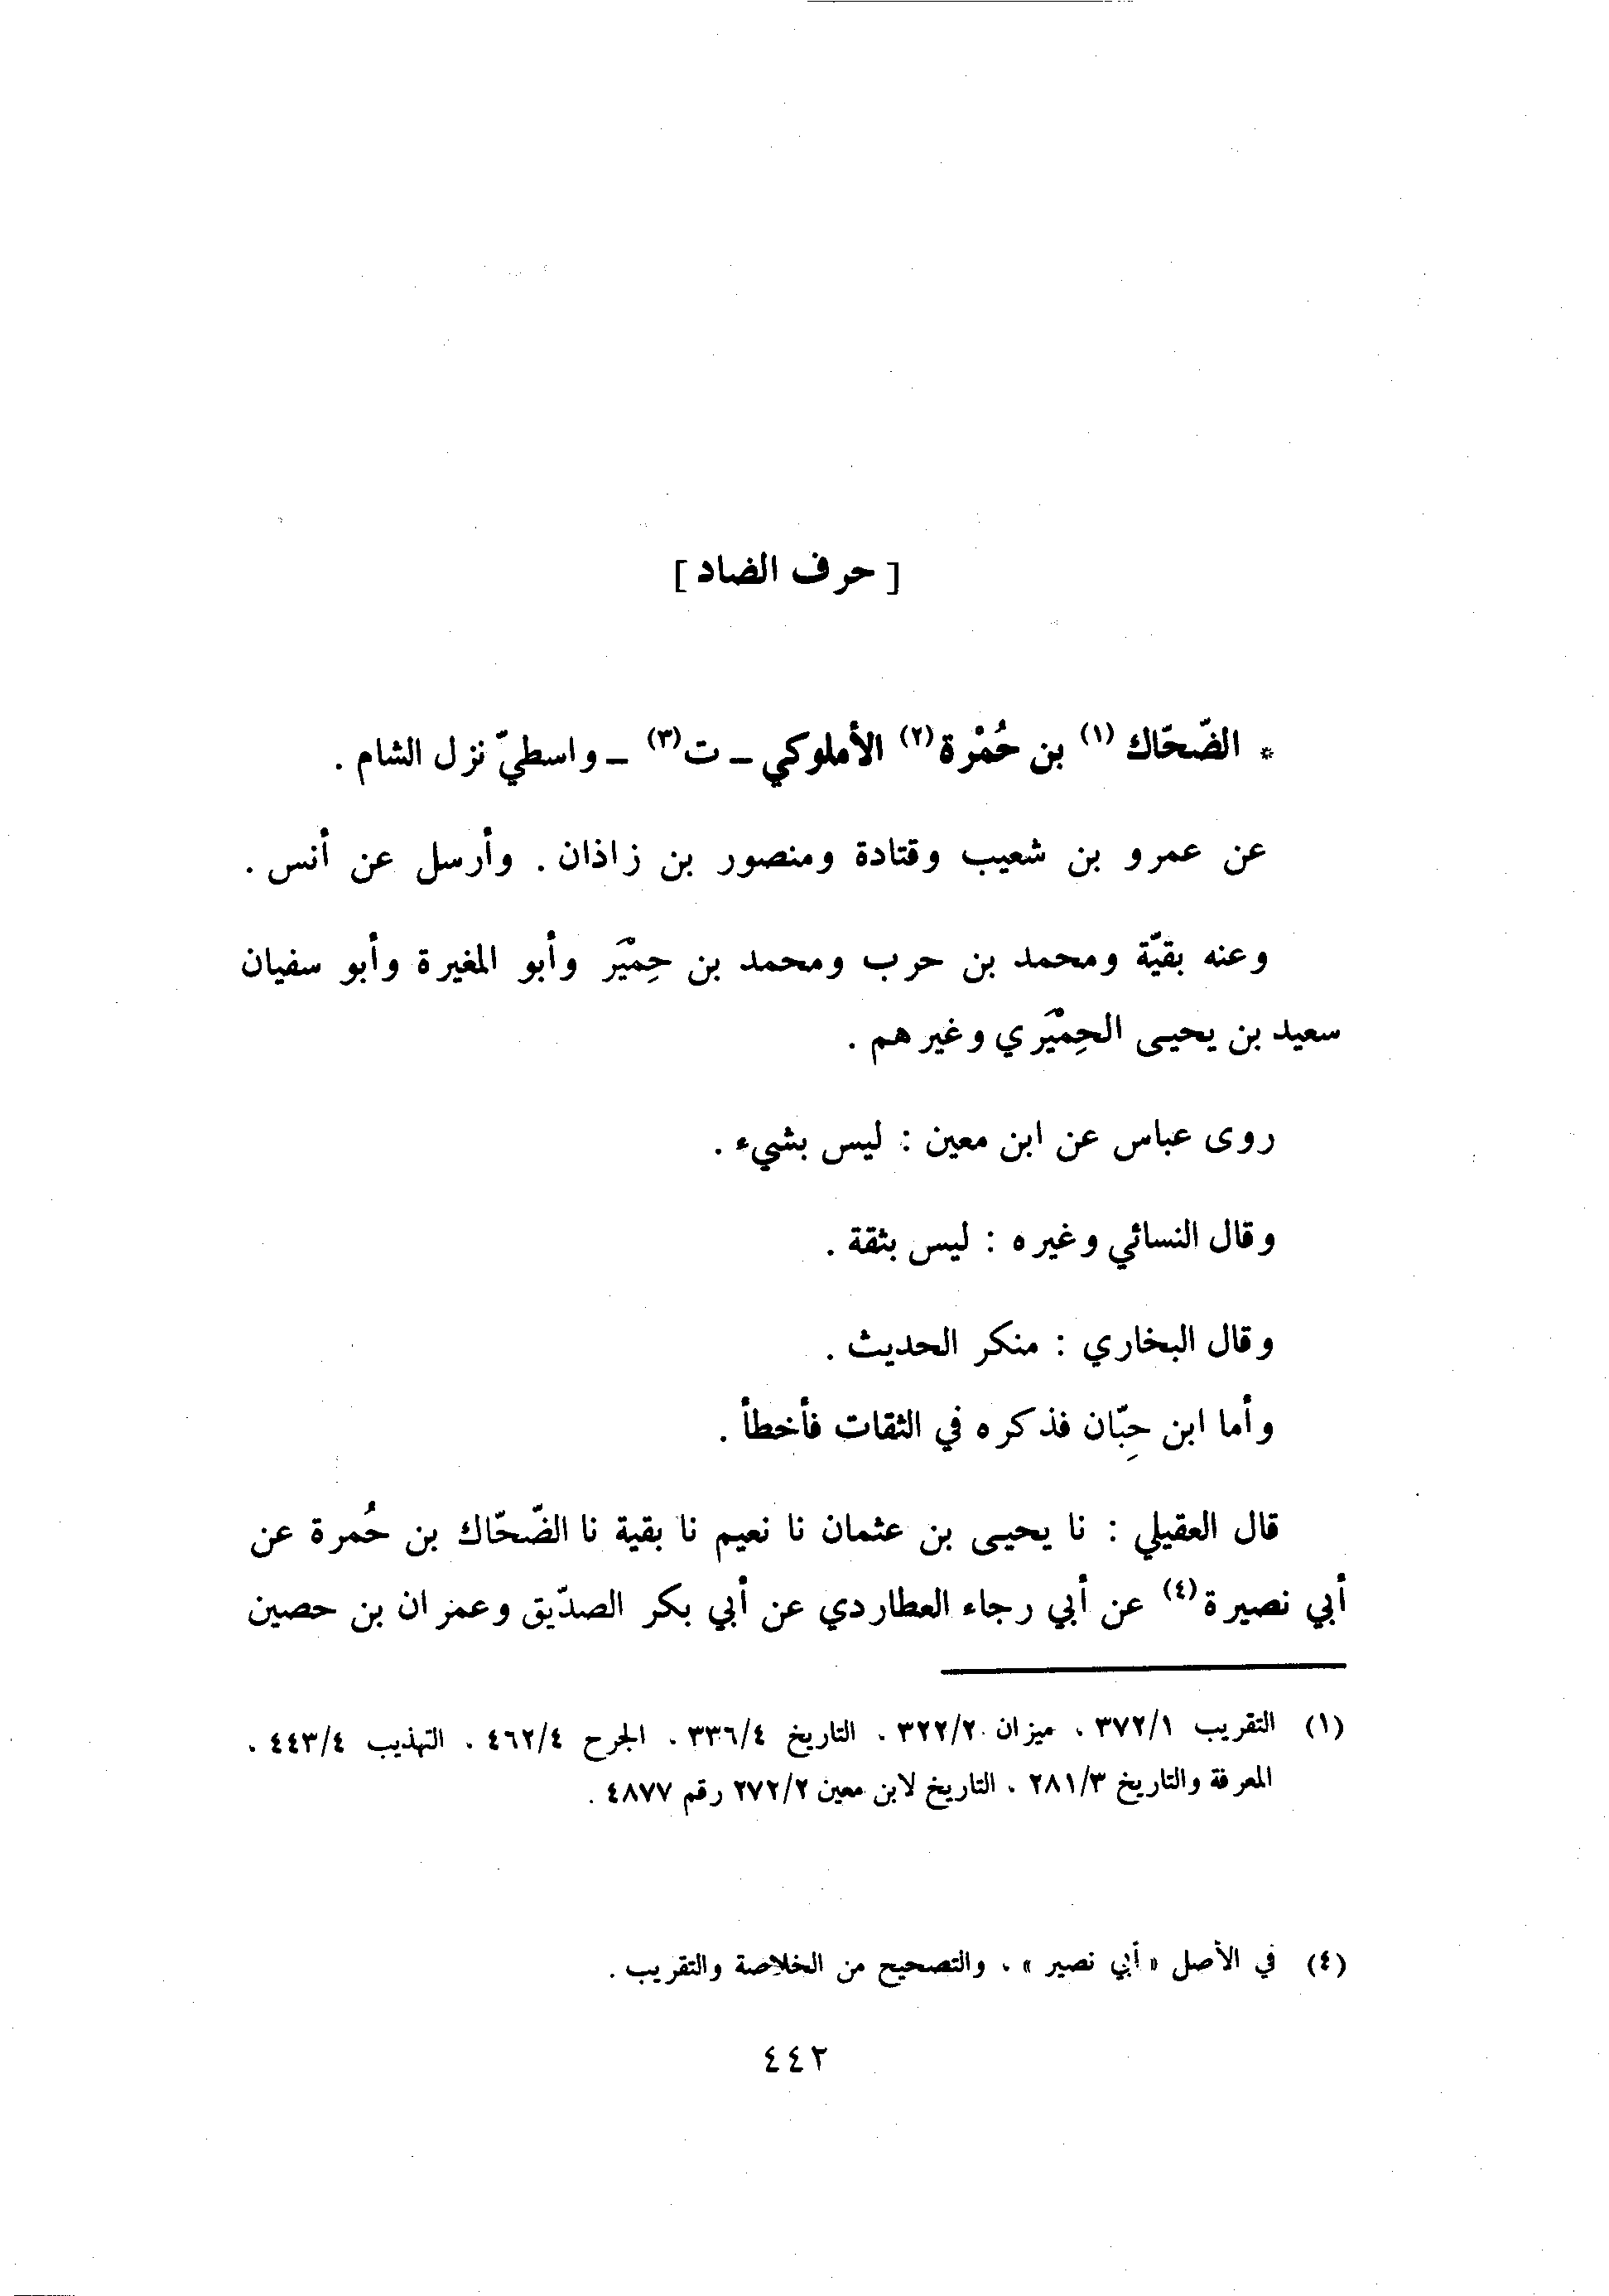 [ حرف الضاد ]
* الضّحّاك (١) بن حُمْرة (٢) الأملوكي – ت (٣) – واسطيّ نزل الشام .
عن عمرو بن شعيب وقتادة ومنصور بن زاذان . وأرسل عن أنس .
وعنه بقيّة ومحمد بن حرب ومحمد بن حِمْيَر وأبو المغيرة وأبو سفيان
سعيد بن يحيى الحِمْيَري وغيرهم .
روى عباس عن ابن معين : ليس بشيء .
وقال النسائي وغيره : ليس بثقة .
وقال البخاري : منكر الحديث .
وأما ابن حِبّان فذكره في الثقات فأخطأ .
قال العقيلي : نا يحيى بن عثمان نا نعيم نا بقية نا الضّحّاك بن حُمرة عن
أبي نصيرة (٤) عن أبي رجاء العطاردي عن أبي بكر الصدّيق وعمران بن حصين
(١) التقريب ٣٧٢/١ ، ميزان ٣٢٢/٢ ، التاريخ ٣٣٦/٤ ، الجرح ٤٦٢/٤ ، التهذيب ٤٤٣/٤ ،
المعرفة والتاريخ ٢٨١/٣ ، التاريخ لابن معين ٢٧٢/٢ رقم ٤٨٧٧ .
(٤) في الأصل « أبي نصير » ، والتصحيح من الخلاصة والتقريب .
٤٤٢